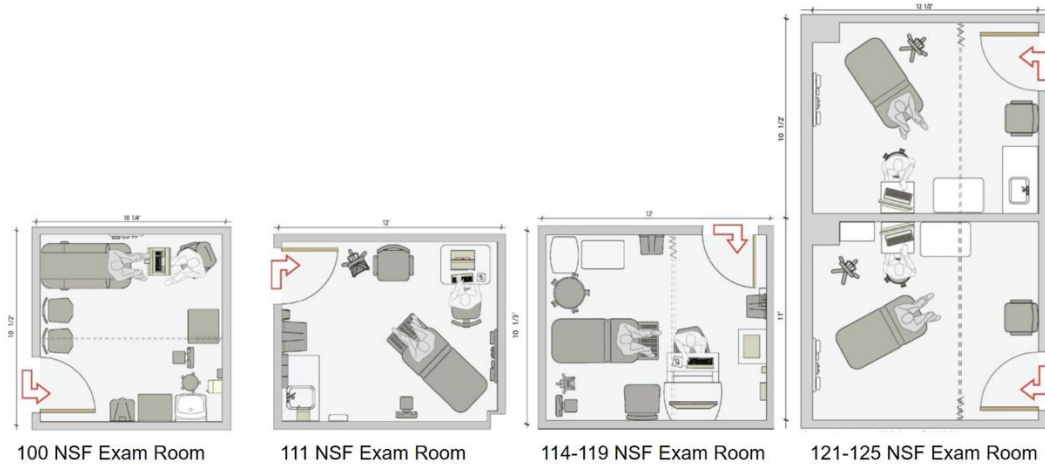 13 1/2'
10 1/2'
10 1/4'
12'
12'
10 1/2'
10 1/3'
11'
100 NSF Exam Room
111 NSF Exam Room
114-119 NSF Exam Room
121-125 NSF Exam Room